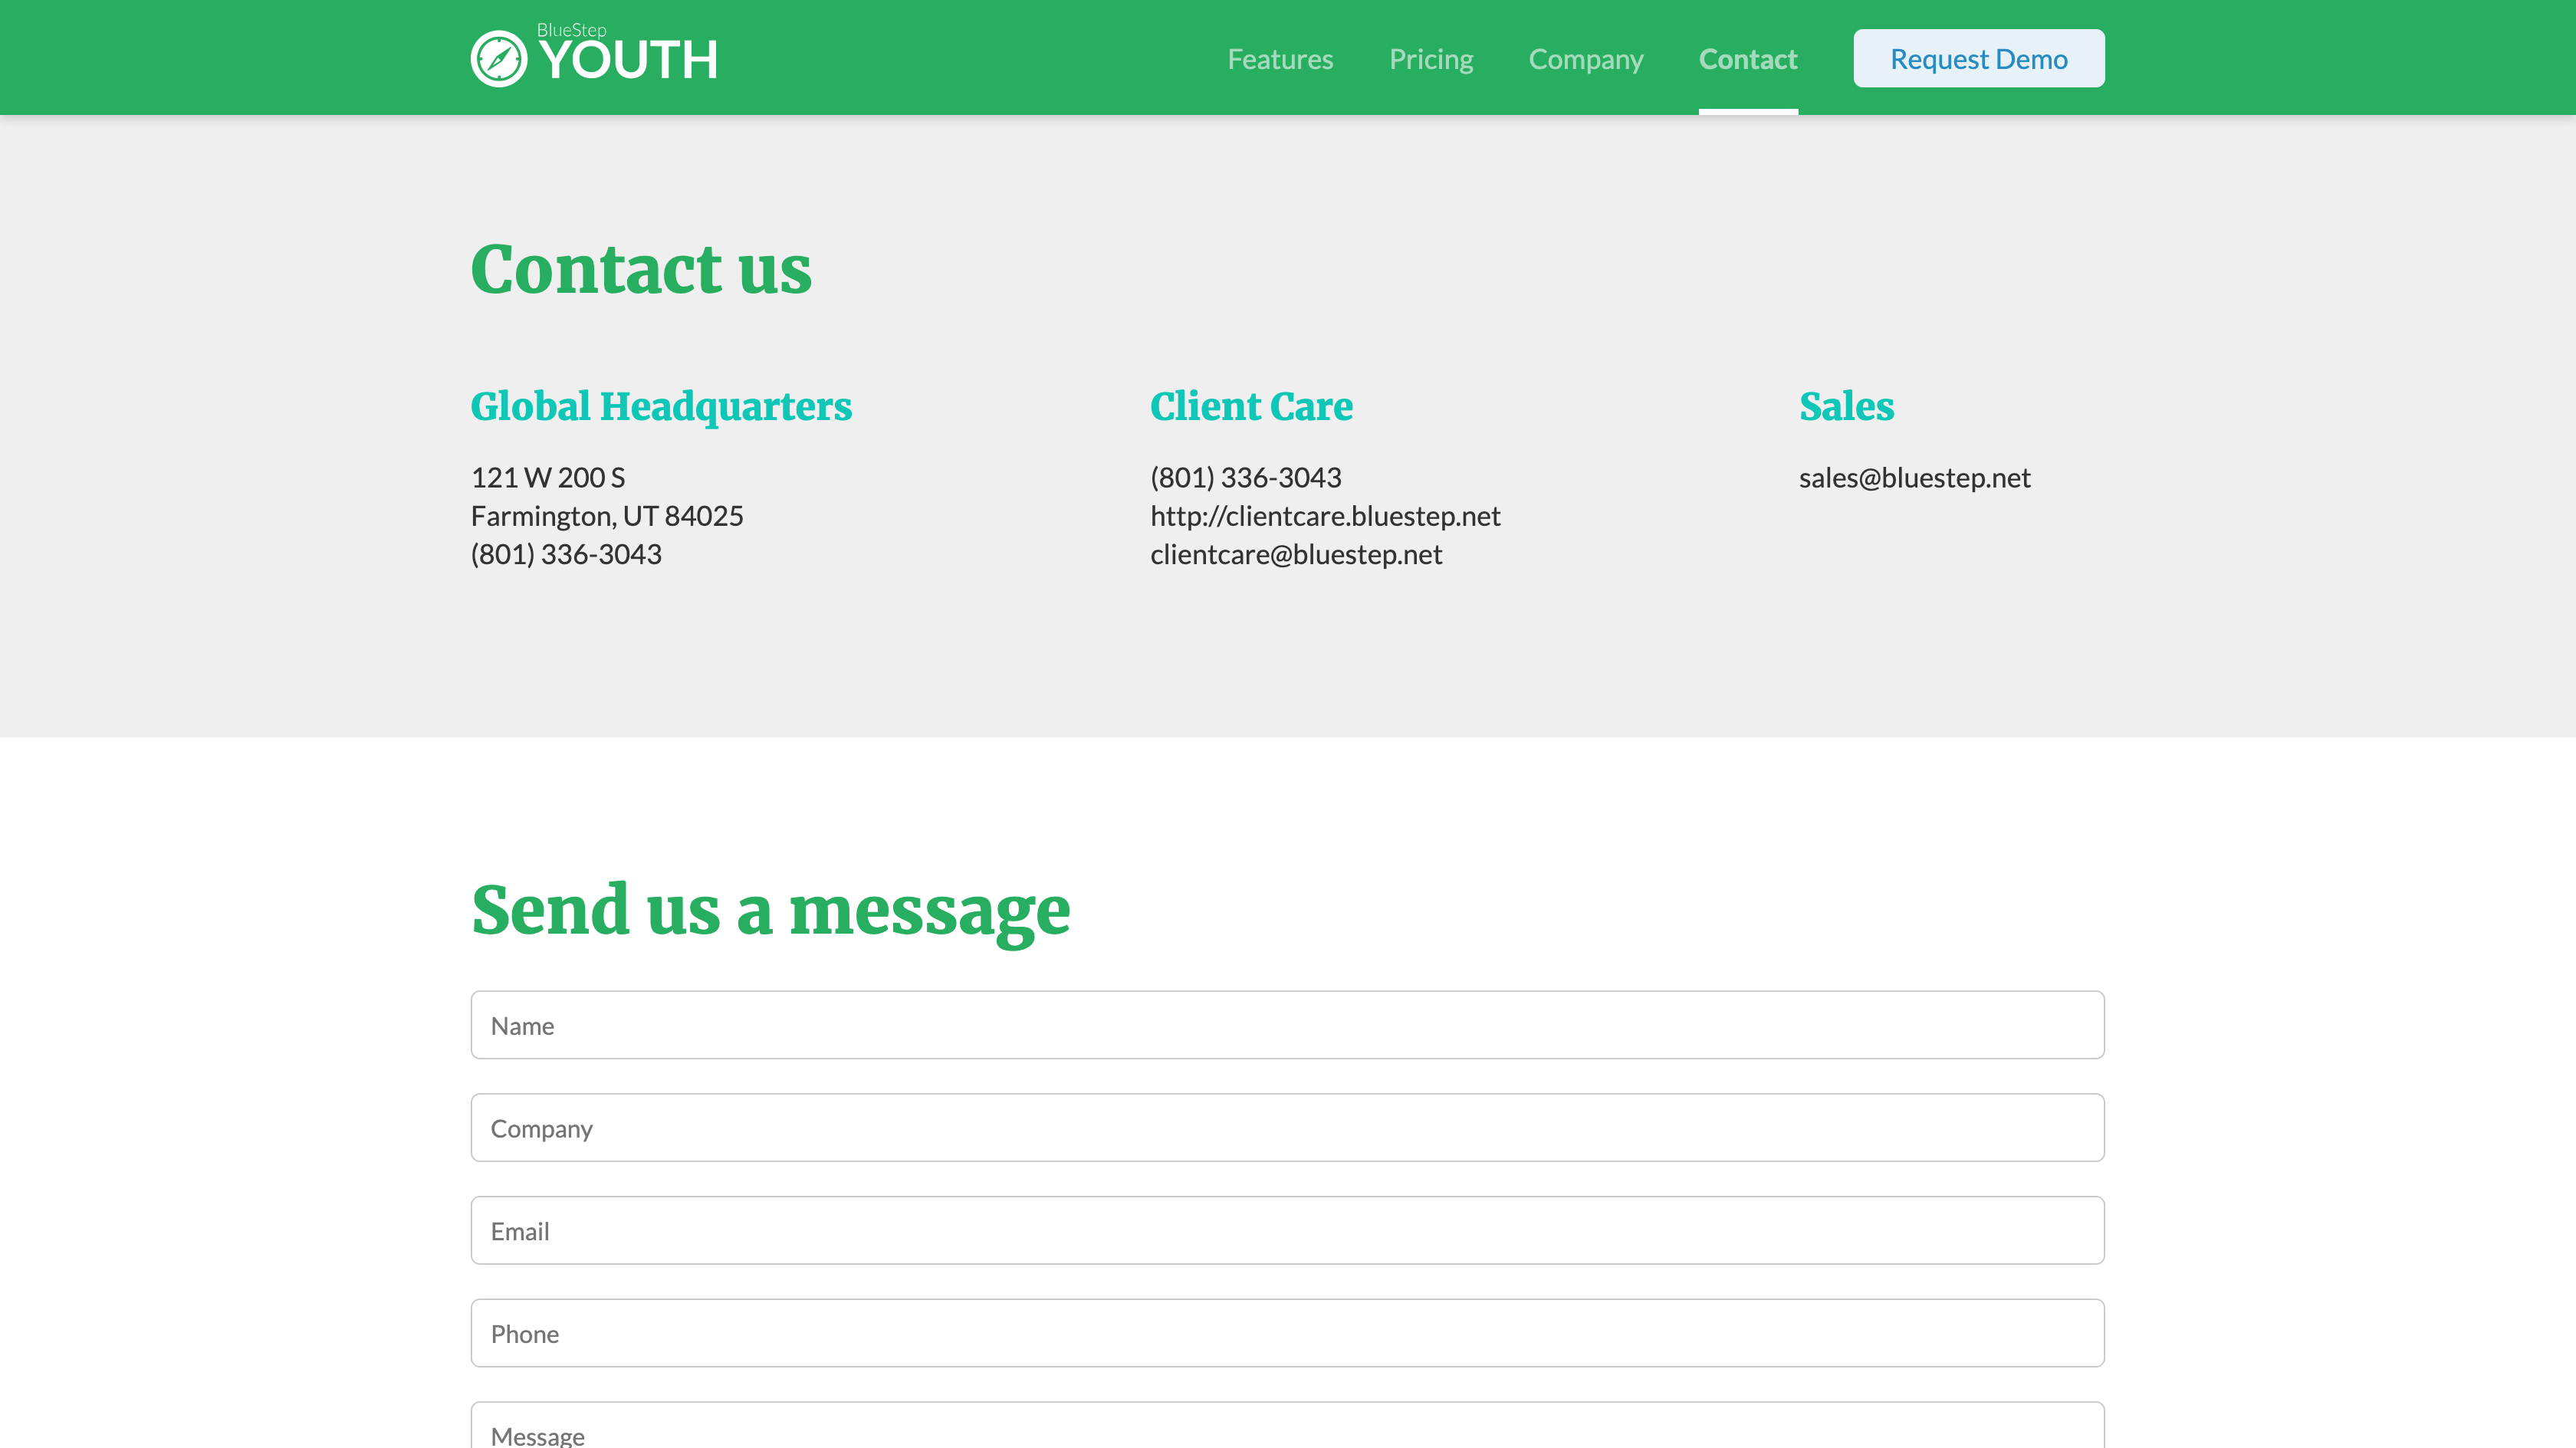 BlueStep
YOUTH
Features
Pricing
Company
Contact
Request Demo
Contact us
Global Headquarters
121 W 200 S
Farmington, UT 84025
(801) 336-3043
Client Care
(801) 336-3043
http://clientcare.bluestep.net
clientcare@bluestep.net
Sales
sales@bluestep.net
Send us a message
Name
Company
Email
Phone
Message